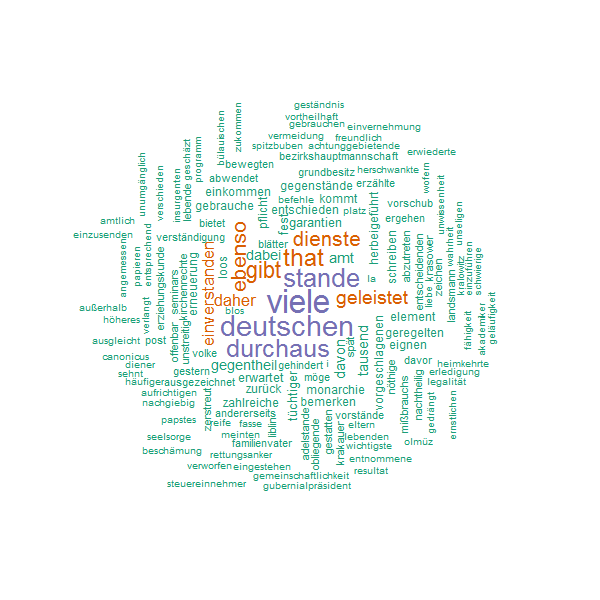 geständnis
vortheilhaft
gebrauchen
einvernehmung
vermeidung
freundlich
spitzbuben
achtunggebietende
bezirkshauptmannschaft
erwiederte
bülauischen
zukommen
programm
geschäzt
lebende
insurgenten
verschieden
unumgänglich
bewegten
grundbesitz
herschwankte
abwendet
gegenstände
erzählte
einkommen
befehle
kommt
vorschub
wofern
unwissenheit
gebrauche
pflicht
entschieden
platz
ergehen
amtlich
einzusenden
bietet
fest
garantien
herbeigeführt
verständigung
ebenso
dienste
blätter
dabei
that
amt
gibt
stande
la
schreiben
abzutreten
entscheidenden
liebe
krasower
zeichen
landsmann
wahrheit
unseligen
kralowitz
einzuführen
schwierige
geläufigkeit
akademiker
fähigkeit
angemessen
papieren
entsprechend
erziehungskunde
seminars
kirchenrechte
erneuerung
einverstanden
loos
daher
viele
geleistet
außerhalb
höheres
verlangt
offenbar
unstreitig
blos
deutschen
element
geregelten
eignen
ausgleicht
post
durchaus
davon
spät
tausend
vorgeschlagenen
canonicus
diener
sehnt
volke
gestern
gegentheil
gehindert
i
davor
heimkehrte
erledigung
häufiger
ausgezeichnet
erwartet
möge
nöthige
legalität
aufrichtigen
zurück
monarchie
mißbrauchs
nachtheilig
gedrängt
ernstlichen
nachgiebig
zerstreut
zahlreiche
tüchtiger
bemerken
papstes
reife
andererseits
fasse
libline
adelstande
obliegende
gestatten
vorstände
eltern
seelsorge
meinten
familienvater
krakauer
lebenden
wichtigste
olmüz
beschämung
rettungsanker
entnommene
verworfen
eingestehen
resultat
steuereinnehmer
gemeinschaftlichkeit
gubernialpräsident